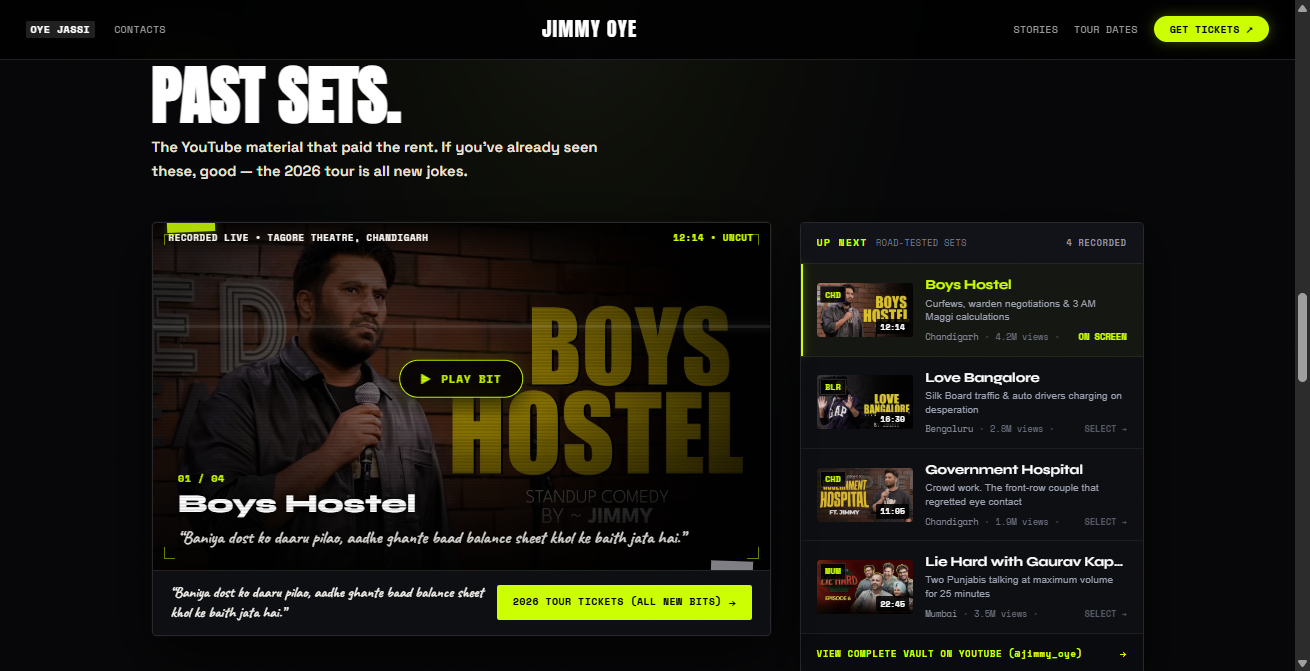 OYE JASSI
CONTACTS
JIMMY OYE
STORIES
TOUR DATES
GET TICKETS ↗
PAST SETS.
The YouTube material that paid the rent. If you've already seen
these, good — the 2026 tour is all new jokes.
RECORDED LIVE • TAGORE THEATRE, CHANDIGARH
12:14 • UNCUT
ED
BOYS
HOSTEL
▶ PLAY BIT
STANDUP COMEDY
BY ~ JIMMY
01 / 04
Boys Hostel
“Baniya dost ko daaru pilao, aadhe ghante baad balance sheet khol ke baith jata hai.”
“Baniya dost ko daaru pilao, aadhe ghante baad balance sheet
khol ke baith jata hai.”
2026 TOUR TICKETS (ALL NEW BITS) →
UP NEXT ROAD-TESTED SETS
4 RECORDED
CHD
BOYS
HOSTEL
12:14
Boys Hostel
Curfews, warden negotiations & 3 AM
Maggi calculations
Chandigarh · 4.2M views ·
ON SCREEN
BLR
GAP
LOVE
BANGALORE
16:30
Love Bangalore
Silk Board traffic & auto drivers charging on
desperation
Bengaluru · 2.8M views ·
SELECT →
CHD
HOSPITAL
FT. JIMMY
11:05
Government Hospital
Crowd work. The front-row couple that
regretted eye contact
Chandigarh · 1.9M views ·
SELECT →
MUM
LIE HARD
EPISODE 6
22:45
Lie Hard with Gaurav Kap…
Two Punjabis talking at maximum volume
for 25 minutes
Mumbai · 3.5M views ·
SELECT →
VIEW COMPLETE VAULT ON YOUTUBE (@jimmy_oye) →